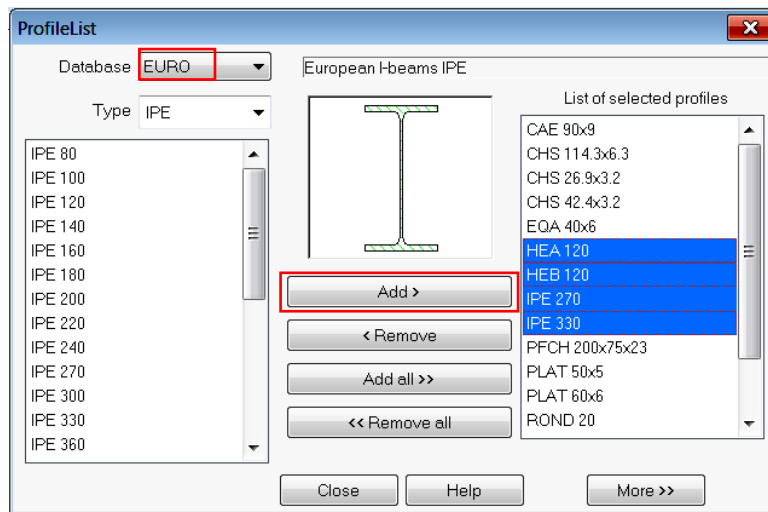 ProfileList
Database EURO
European I-beams IPE
Type IPE
List of selected profiles
IPE 80
IPE 100
IPE 120
IPE 140
IPE 160
IPE 180
IPE 200
IPE 220
IPE 240
IPE 270
IPE 300
IPE 330
IPE 360
Add >
< Remove
Add all >>
<< Remove all
CAE 90x9
CHS 114.3x6.3
CHS 26.9x3.2
CHS 42.4x3.2
EQA 40x6
HEA 120
HEB 120
IPE 270
IPE 330
PFCH 200x75x23
PLAT 50x5
PLAT 60x6
ROND 20
Close
Help
More >>